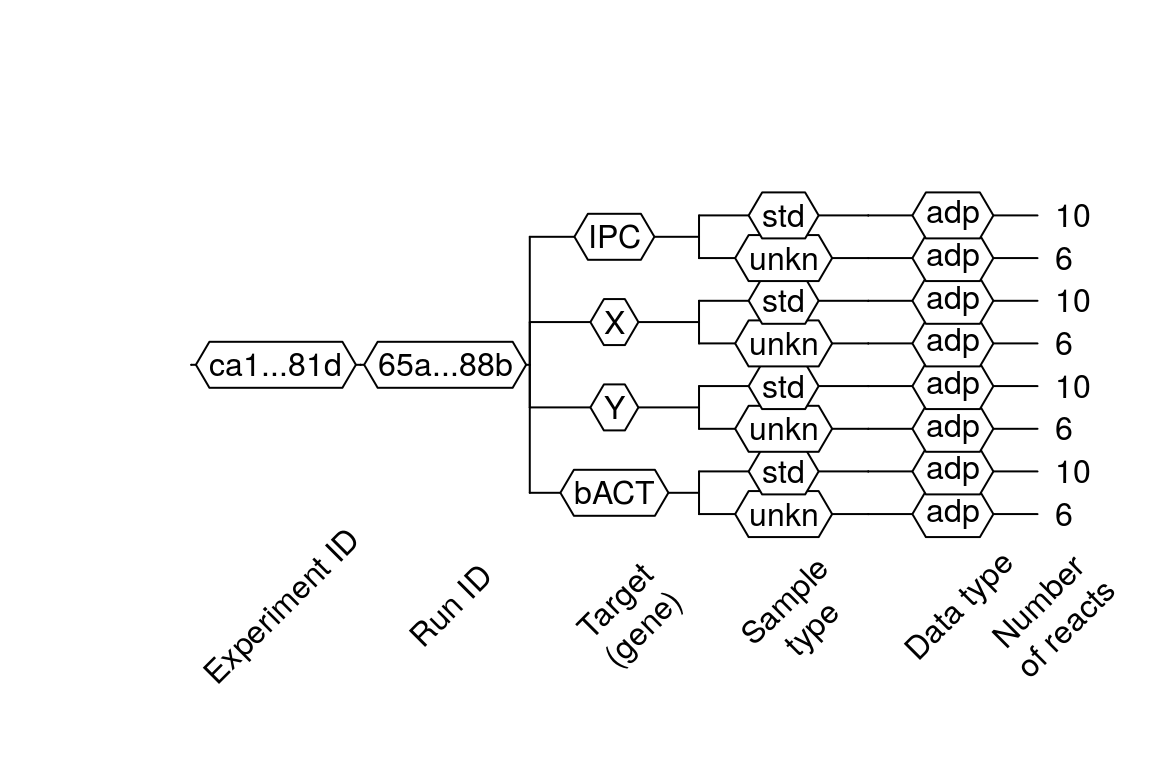 std adp 10
IPC
unkn adp 6
std adp 10
X
unkn adp 6
ca1...81d 65a...88b
std adp 10
Y
unkn adp 6
std adp 10
bACT
unkn adp 6
Experiment ID
Run ID
Target
(gene)
Sample
type
Data type
Number
of reacts